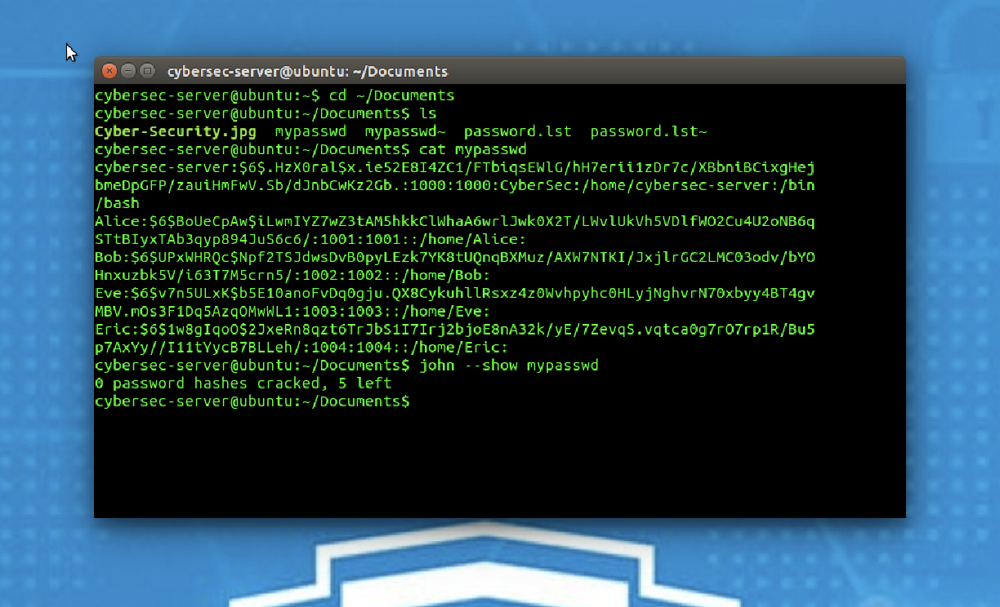 cybersec-server@ubuntu: ~/Documents
cybersec-server@ubuntu:~$ cd ~/Documents
cybersec-server@ubuntu:~/Documents$ ls
Cyber-Security.jpg  mypasswd  mypasswd~  password.lst  password.lst~
cybersec-server@ubuntu:~/Documents$ cat mypasswd
cybersec-server:$6$.HzX0ral$x.ie52E8I4ZC1/FTbiqsEWlG/hH7erii1zDr7c/XBbniBCixgHej
bmeDpGFP/zauiHmFwV.Sb/dJnbCwKz2Gb.:1000:1000:CyberSec:/home/cybersec-server:/bin
/bash
Alice:$6$BoUeCpAw$iLwmIYZ7wZ3tAM5hkkClWhaA6wrlJwk0X2T/LWvlUkVh5VDlfWO2Cu4U2oNB6q
STtBIyxTAb3qyp894JuS6c6/:1001:1001::/home/Alice:
Bob:$6$UPxWHRQc$Npf2TSJdwsDvB0pyLEzk7YK8tUQnqBXMuz/AXW7NTKI/JxjlrGC2LMC03odv/bYO
Hnxuzbk5V/i63T7M5crn5/:1002:1002::/home/Bob:
Eve:$6$v7n5ULxK$b5E10anoFvDq0gju.QX8CykuhllRsxz4z0Wvhpyhc0HLyjNghvrN70xbyy4BT4gv
MBV.mOs3F1Dq5AzqOMwWL1:1003:1003::/home/Eve:
Eric:$6$1w8gIqoO$2JxeRn8qzt6TrJbS1I7Irj2bjoE8nA32k/yE/7ZevqS.vqtca0g7rO7rp1R/Bu5
p7AxYy//I11tYycB7BLLeh/:1004:1004::/home/Eric:
cybersec-server@ubuntu:~/Documents$ john --show mypasswd
0 password hashes cracked, 5 left
cybersec-server@ubuntu:~/Documents$